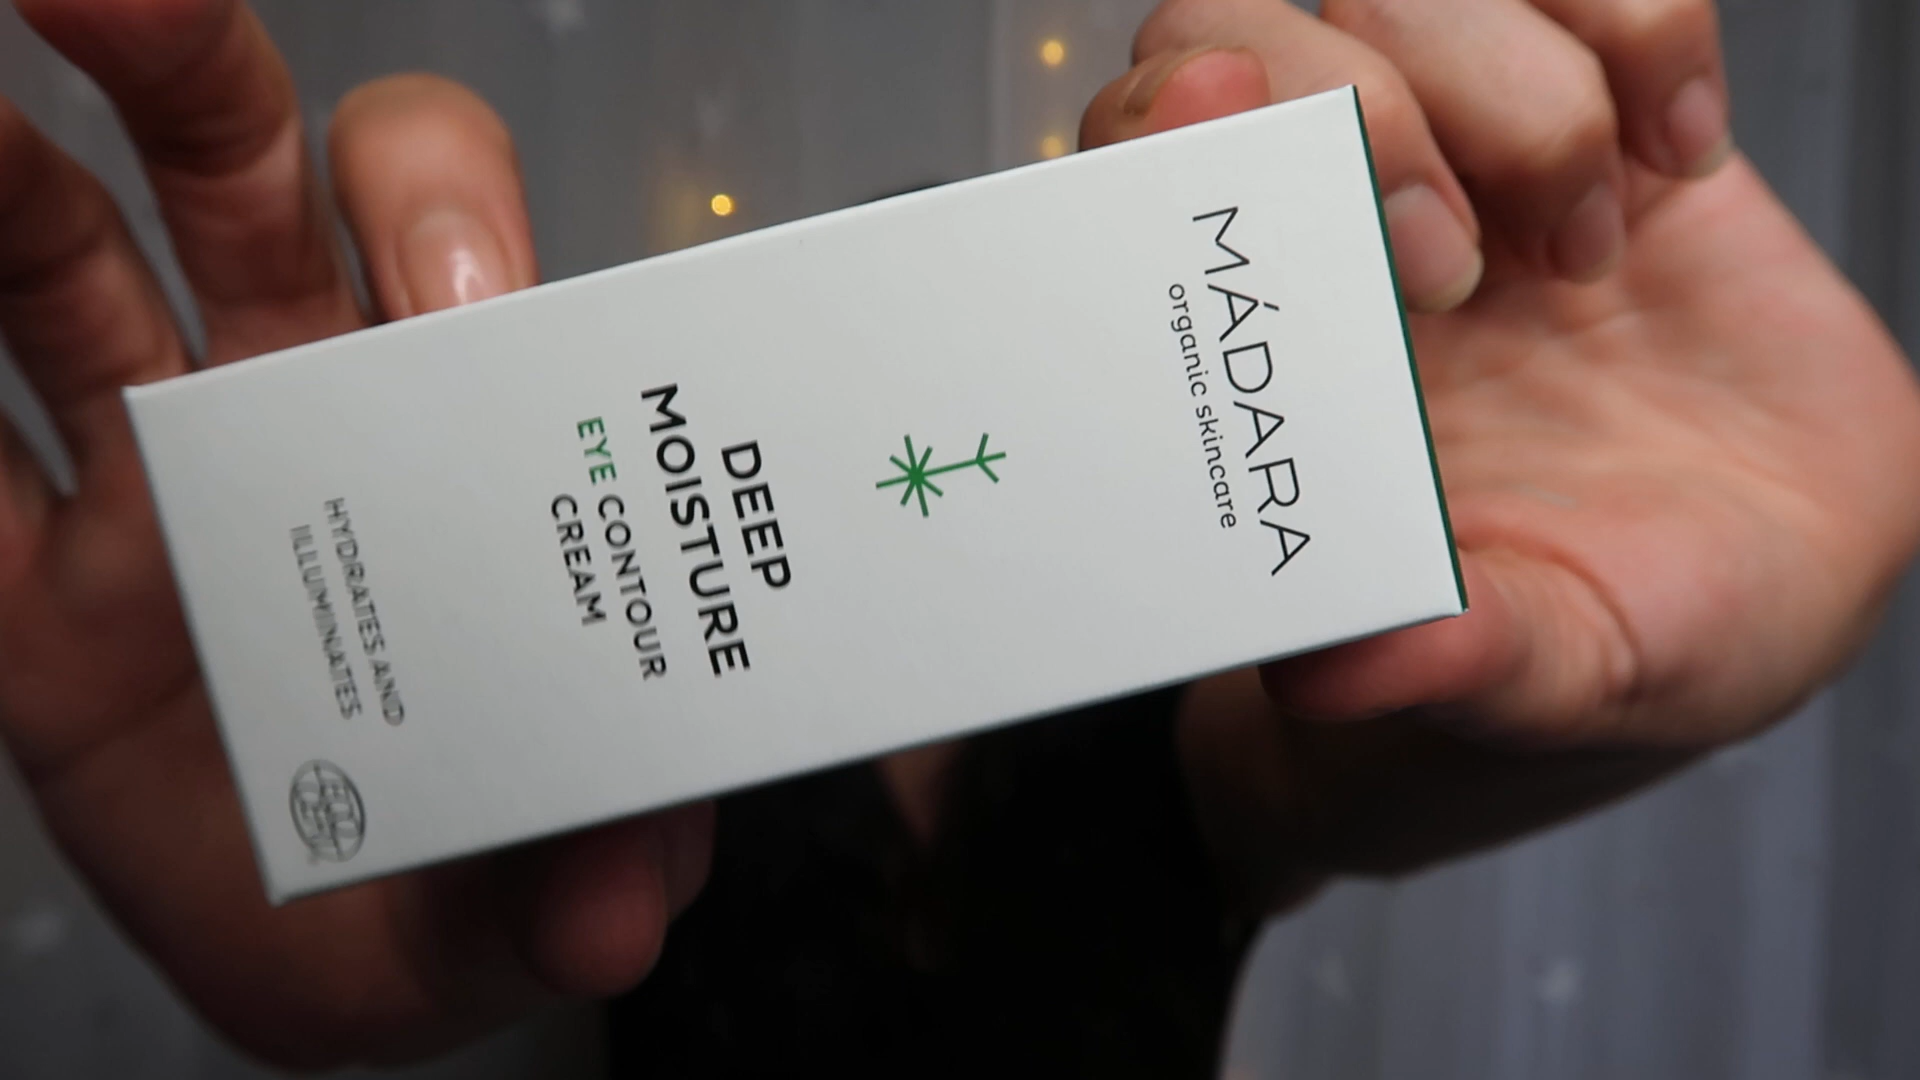 MÁDARA
organic skincare
DEEP
MOISTURE
EYE CONTOUR
CREAM
HYDRATES AND
ILLUMINATES